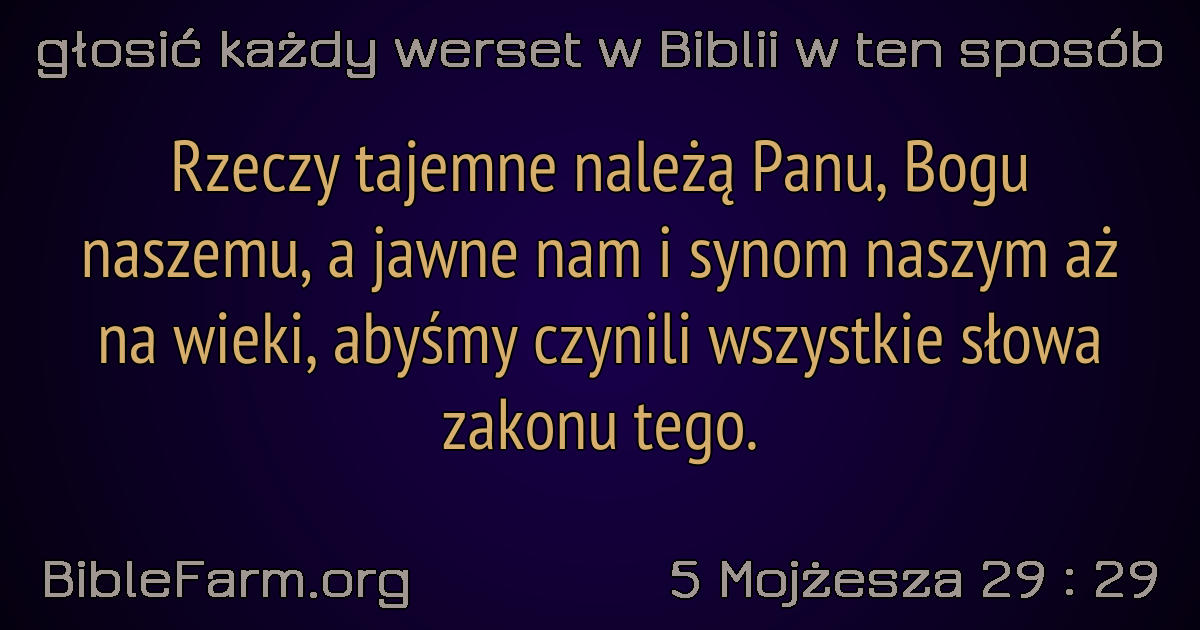 głosić każdy werset w Biblii w ten sposób
Rzeczy tajemne należą Panu, Bogu
naszemu, a jawne nam i synom naszym aż
na wieki, abyśmy czynili wszystkie słowa
zakonu tego.
BibleFarm.org
5 Mojżesza 29 : 29